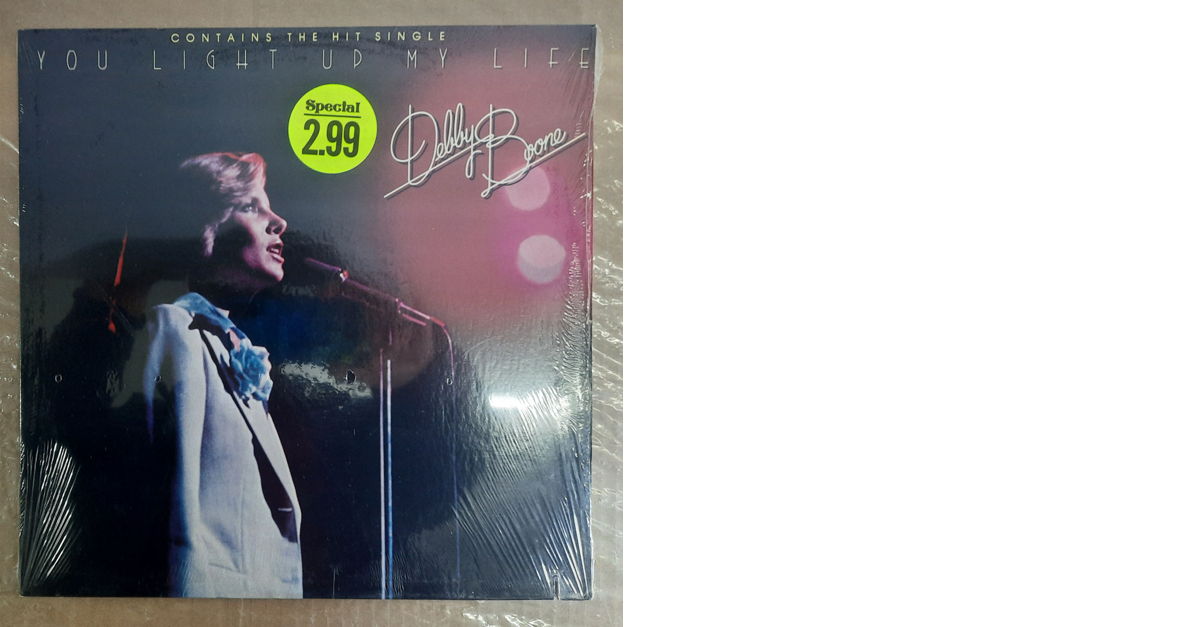 CONTAINS THE HIT SINGLE
YOU LIGHT UP MY LIFE
Special
2.99
Debby Boone